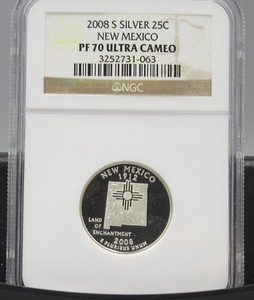 2008 S SILVER 25C
NEW MEXICO
PF 70 ULTRA CAMEO
3252731-063
NGC
NEW MEXICO
1912
LAND OF
ENCHANTMENT
2008
E PLURIBUS UNUM